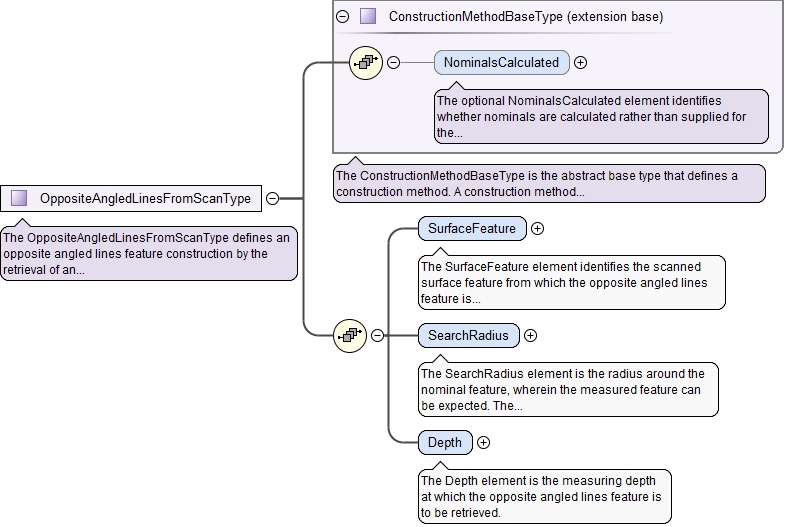 ConstructionMethodBaseType (extension base)
NominalsCalculated
The optional NominalsCalculated element identifies
whether nominals are calculated rather than supplied for
the...
The ConstructionMethodBaseType is the abstract base type that defines a
construction method. A construction method...
OppositeAngledLinesFromScanType
The OppositeAngledLinesFromScanType defines an
opposite angled lines feature construction by the
retrieval of an...
SurfaceFeature
The SurfaceFeature element identifies the scanned
surface feature from which the opposite angled lines
feature is...
SearchRadius
The SearchRadius element is the radius around the
nominal feature, wherein the measured feature can
be expected. The...
Depth
The Depth element is the measuring depth
at which the opposite angled lines feature is
to be retrieved.